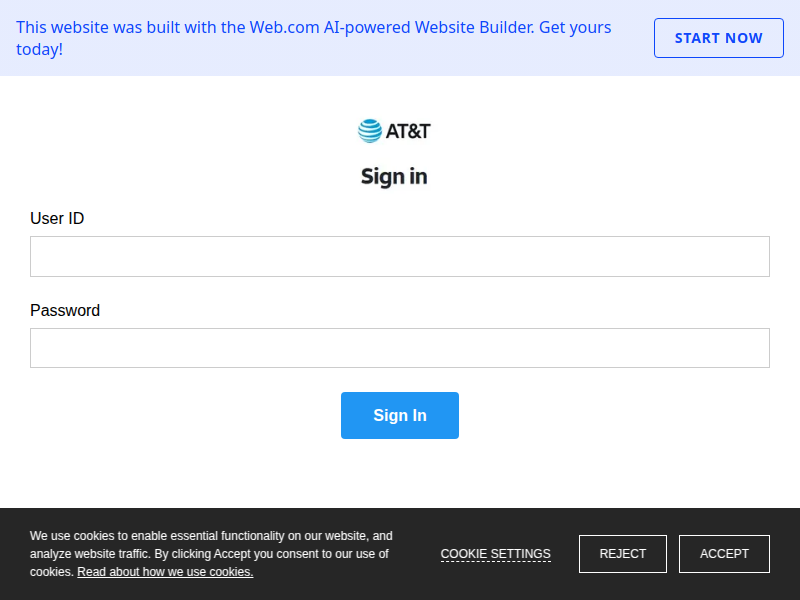 This website was built with the Web.com AI-powered Website Builder. Get yours
today!
START NOW
AT&T
Sign in
User ID
Password
Sign In
We use cookies to enable essential functionality on our website, and
analyze website traffic. By clicking Accept you consent to our use of
cookies. Read about how we use cookies.
COOKIE SETTINGS
REJECT
ACCEPT